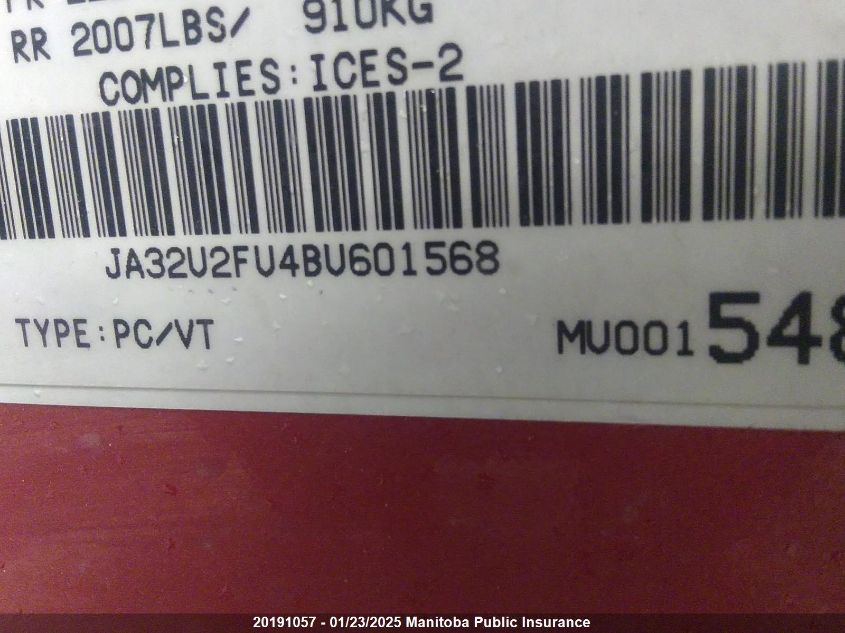 RR 2007LBS/ 910KG
COMPLIES:ICES-2
JA32U2FU4BU601568
TYPE:PC/VT
MU001548
20191057 - 01/23/2025 Manitoba Public Insurance